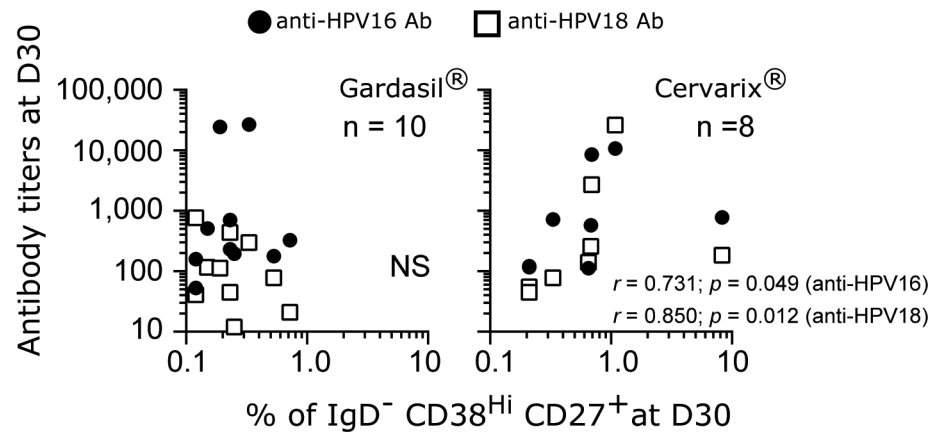 anti-HPV16 Ab
anti-HPV18 Ab
Antibody titers at D30
100,000
10,000
1,000
100
10
Gardasil®
n = 10
NS
0.1
1.0
10
Cervarix®
n =8
r = 0.731; p = 0.049 (anti-HPV16)
r = 0.850; p = 0.012 (anti-HPV18)
0.1
1.0
10
% of IgD⁻ CD38ᴴⁱ CD27⁺at D30